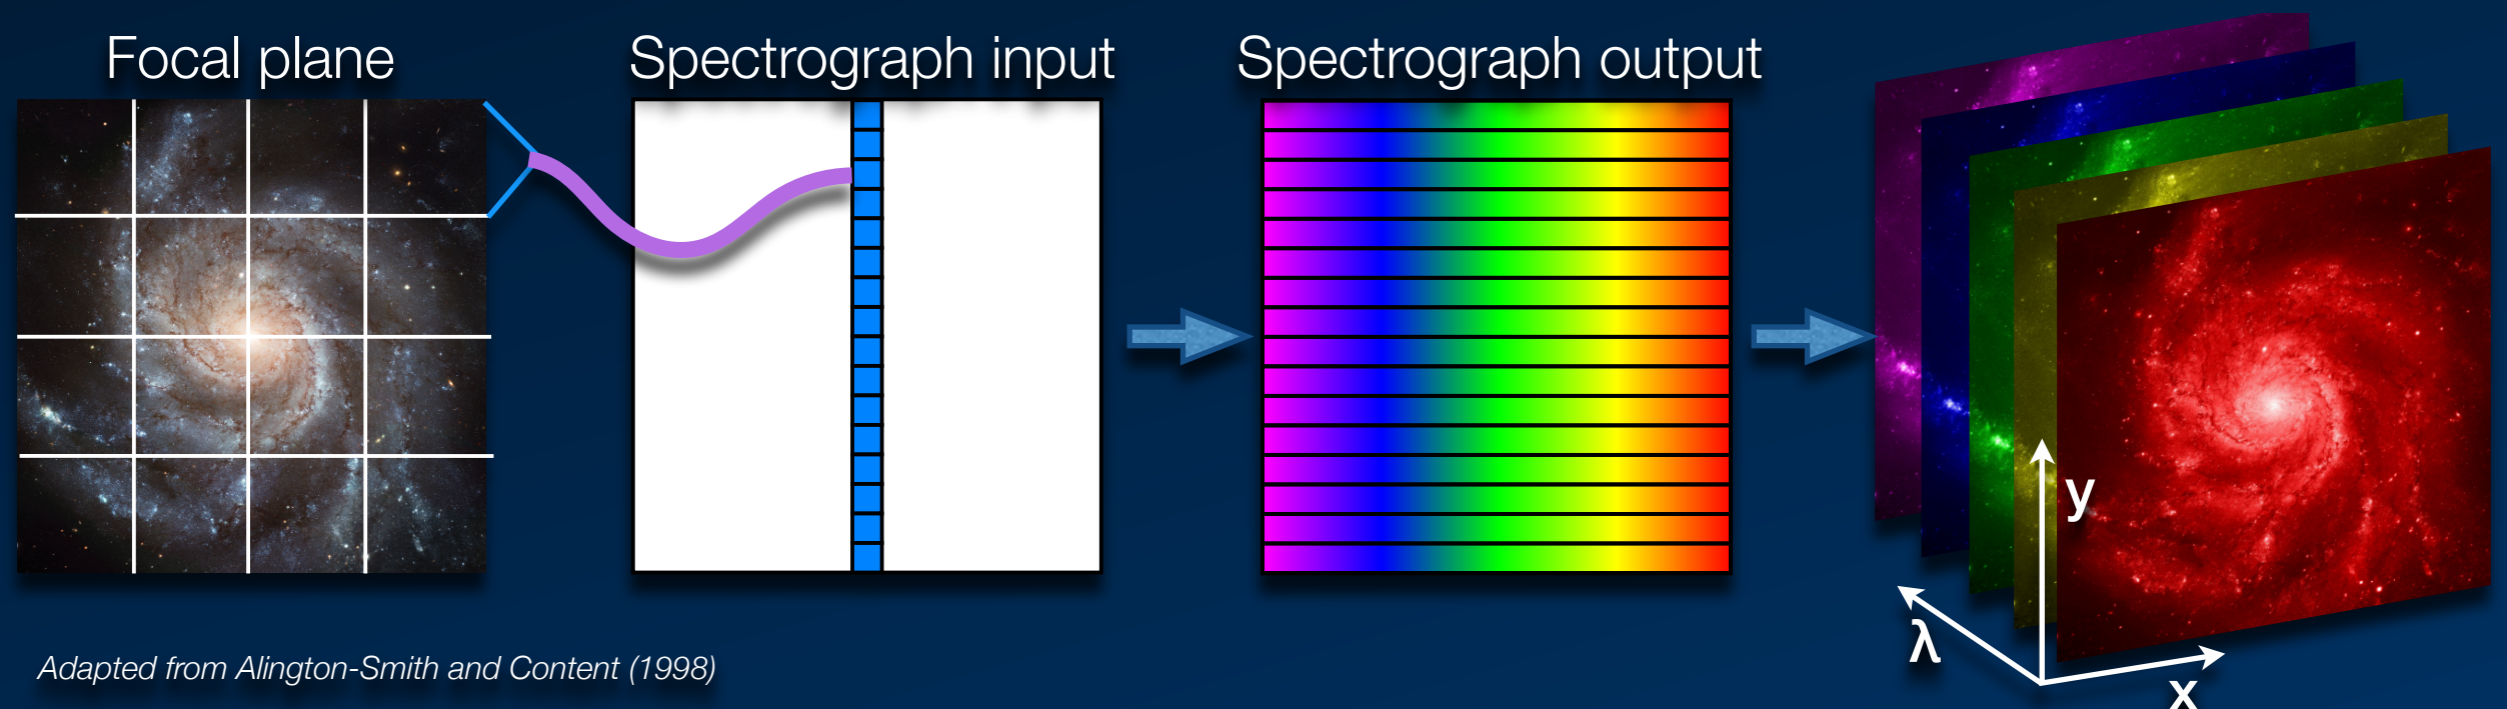 Focal plane
Spectrograph input
Spectrograph output
y
λ
x
Adapted from Alington-Smith and Content (1998)